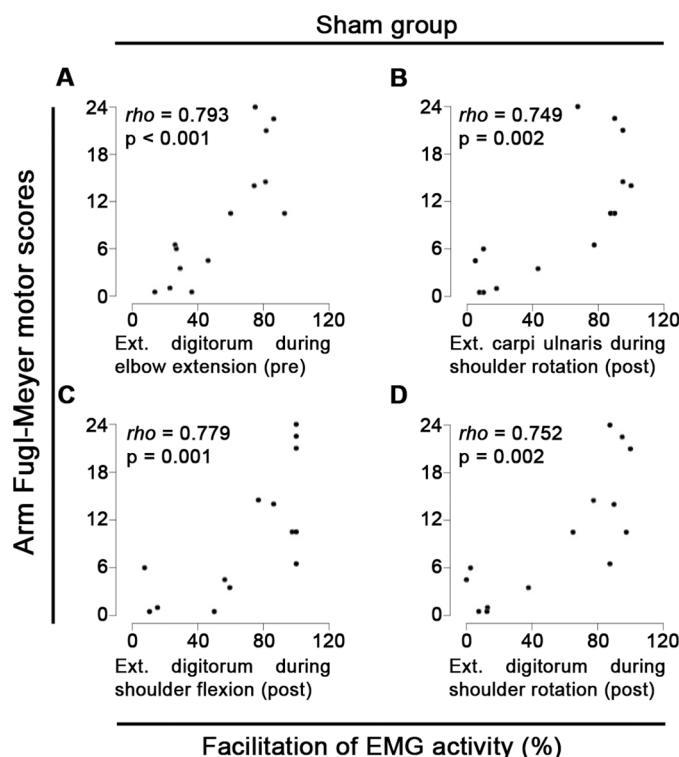 Sham group
A
rho = 0.793
p < 0.001
24
18
12
6
0
0 40 80 120
Ext. digitorum during
elbow extension (pre)
B
rho = 0.749
p = 0.002
24
18
12
6
0
0 40 80 120
Ext. carpi ulnaris during
shoulder rotation (post)
C
rho = 0.779
p = 0.001
24
18
12
6
0
0 40 80 120
Ext. digitorum during
shoulder flexion (post)
D
rho = 0.752
p = 0.002
24
18
12
6
0
0 40 80 120
Ext. digitorum during
shoulder rotation (post)
Arm Fugl-Meyer motor scores
Facilitation of EMG activity (%)